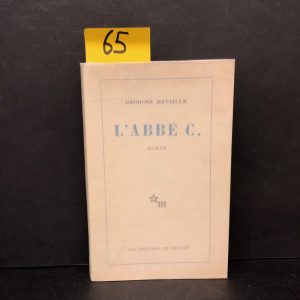 65
GEORGES BATAILLE
L'ABBÉ C.
ROMAN
m
LES ÉDITIONS DE MINUIT